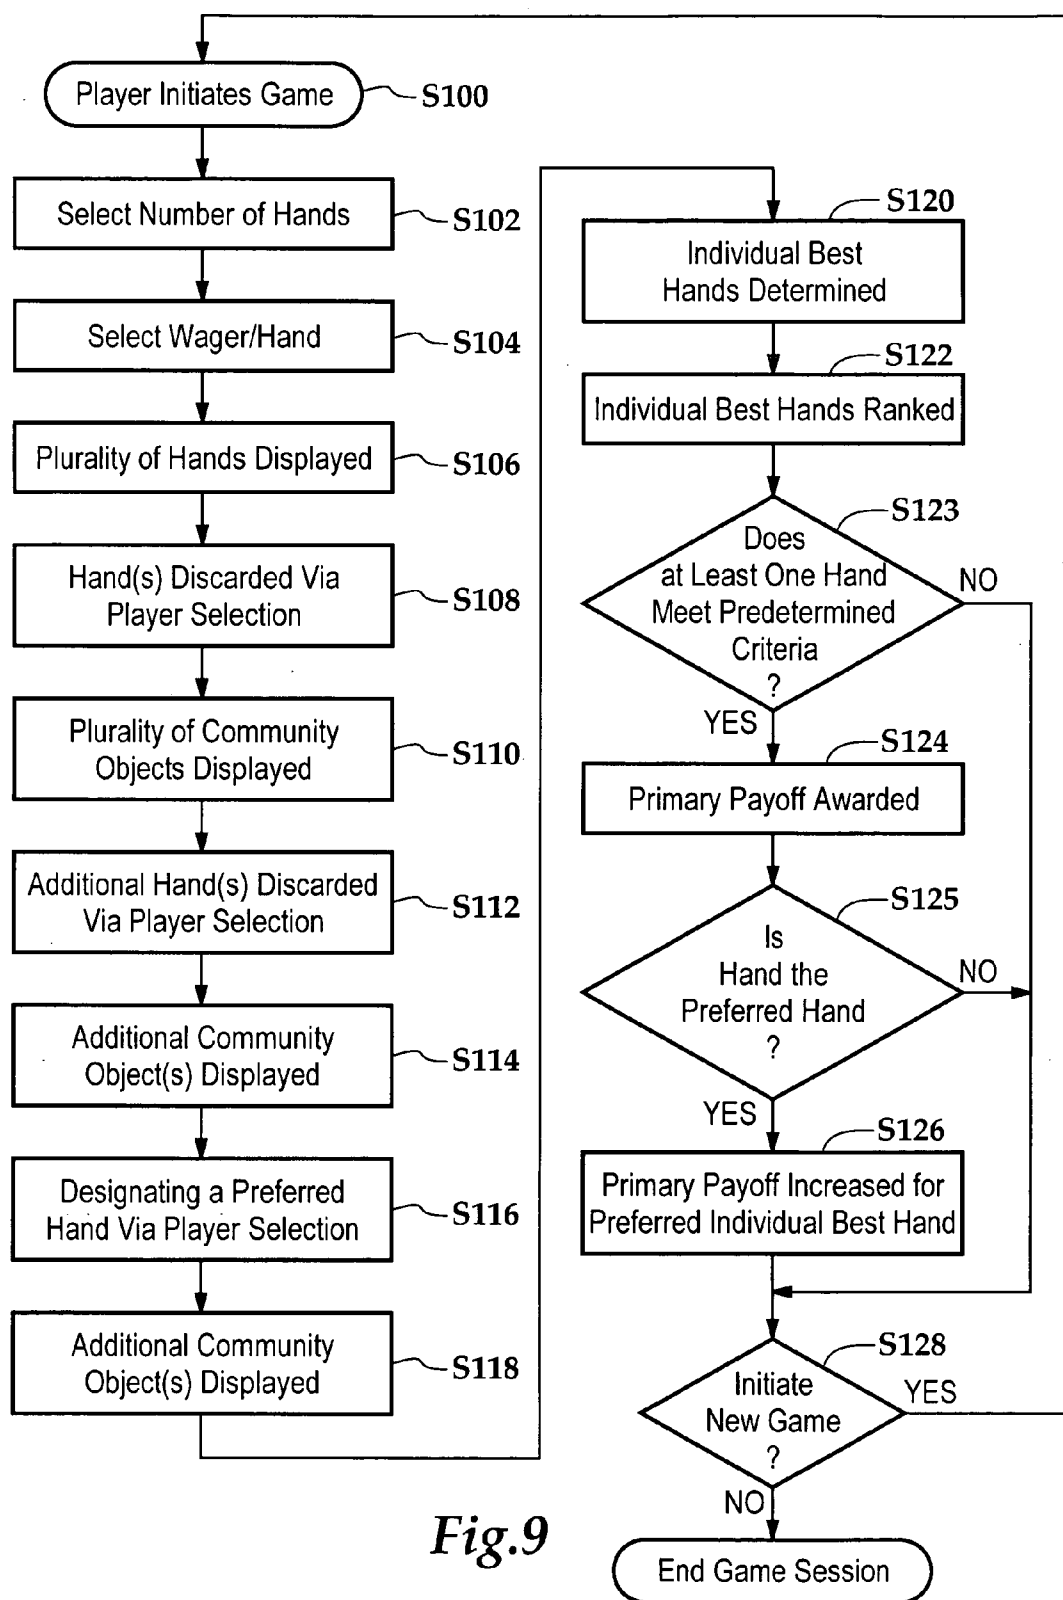 Player Initiates Game
S100
Select Number of Hands
S102
Select Wager/Hand
S104
Plurality of Hands Displayed
S106
Hand(s) Discarded Via
Player Selection
S108
Plurality of Community
Objects Displayed
S110
Additional Hand(s) Discarded
Via Player Selection
S112
Additional Community
Object(s) Displayed
S114
Designating a Preferred
Hand Via Player Selection
S116
Additional Community
Object(s) Displayed
S118
S120
Individual Best
Hands Determined
S122
Individual Best Hands Ranked
S123
Does
at Least One Hand
Meet Predetermined
Criteria
?
NO
YES
S124
Primary Payoff Awarded
S125
Is
Hand the
Preferred Hand
?
NO
YES
S126
Primary Payoff Increased for
Preferred Individual Best Hand
S128
Initiate
New Game
?
YES
NO
End Game Session
Fig.9